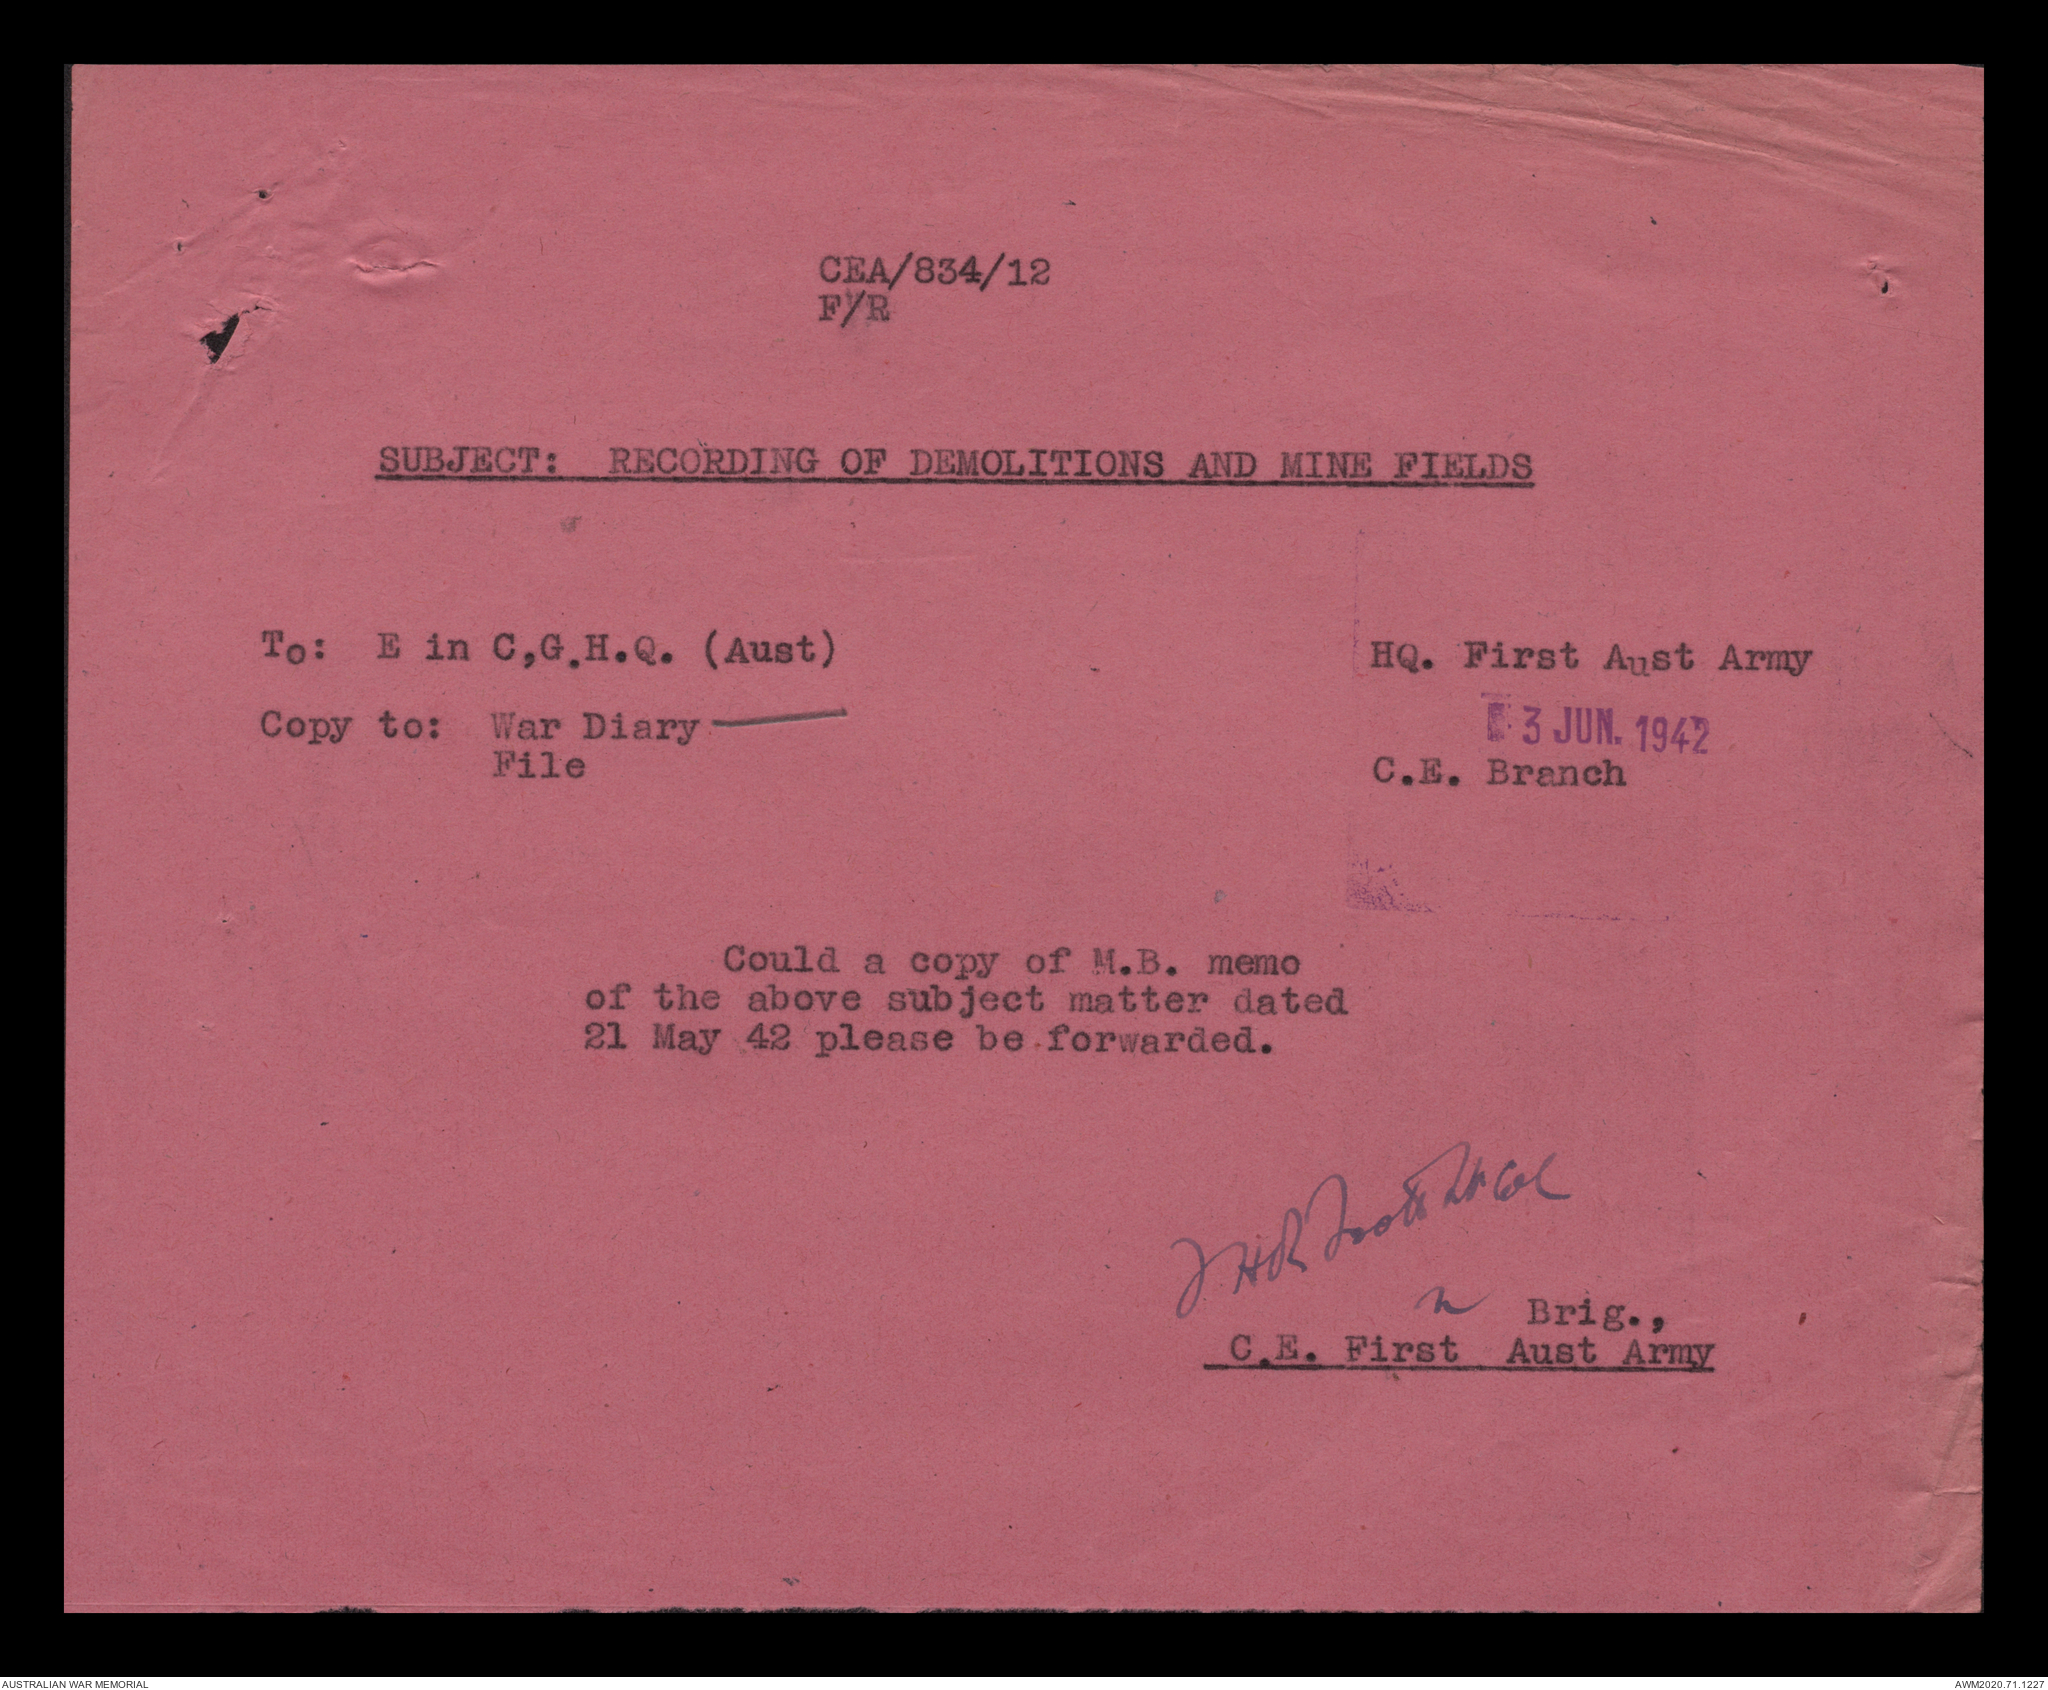 CEA/834/12
F/R
SUBJECT: RECORDING OF DEMOLITIONS AND MINE FIELDS
To: E in C,G.H.Q. (Aust)
Copy to: War Diary
File
HQ. First Aust Army
3 JUN. 1942
C.E. Branch
Could a copy of M.B. memo
of the above subject matter dated
21 May 42 please be forwarded.
Lt Col
Brig.,
C.E. First Aust Army
AUSTRALIAN WAR MEMORIAL
AWM2020.71.1227